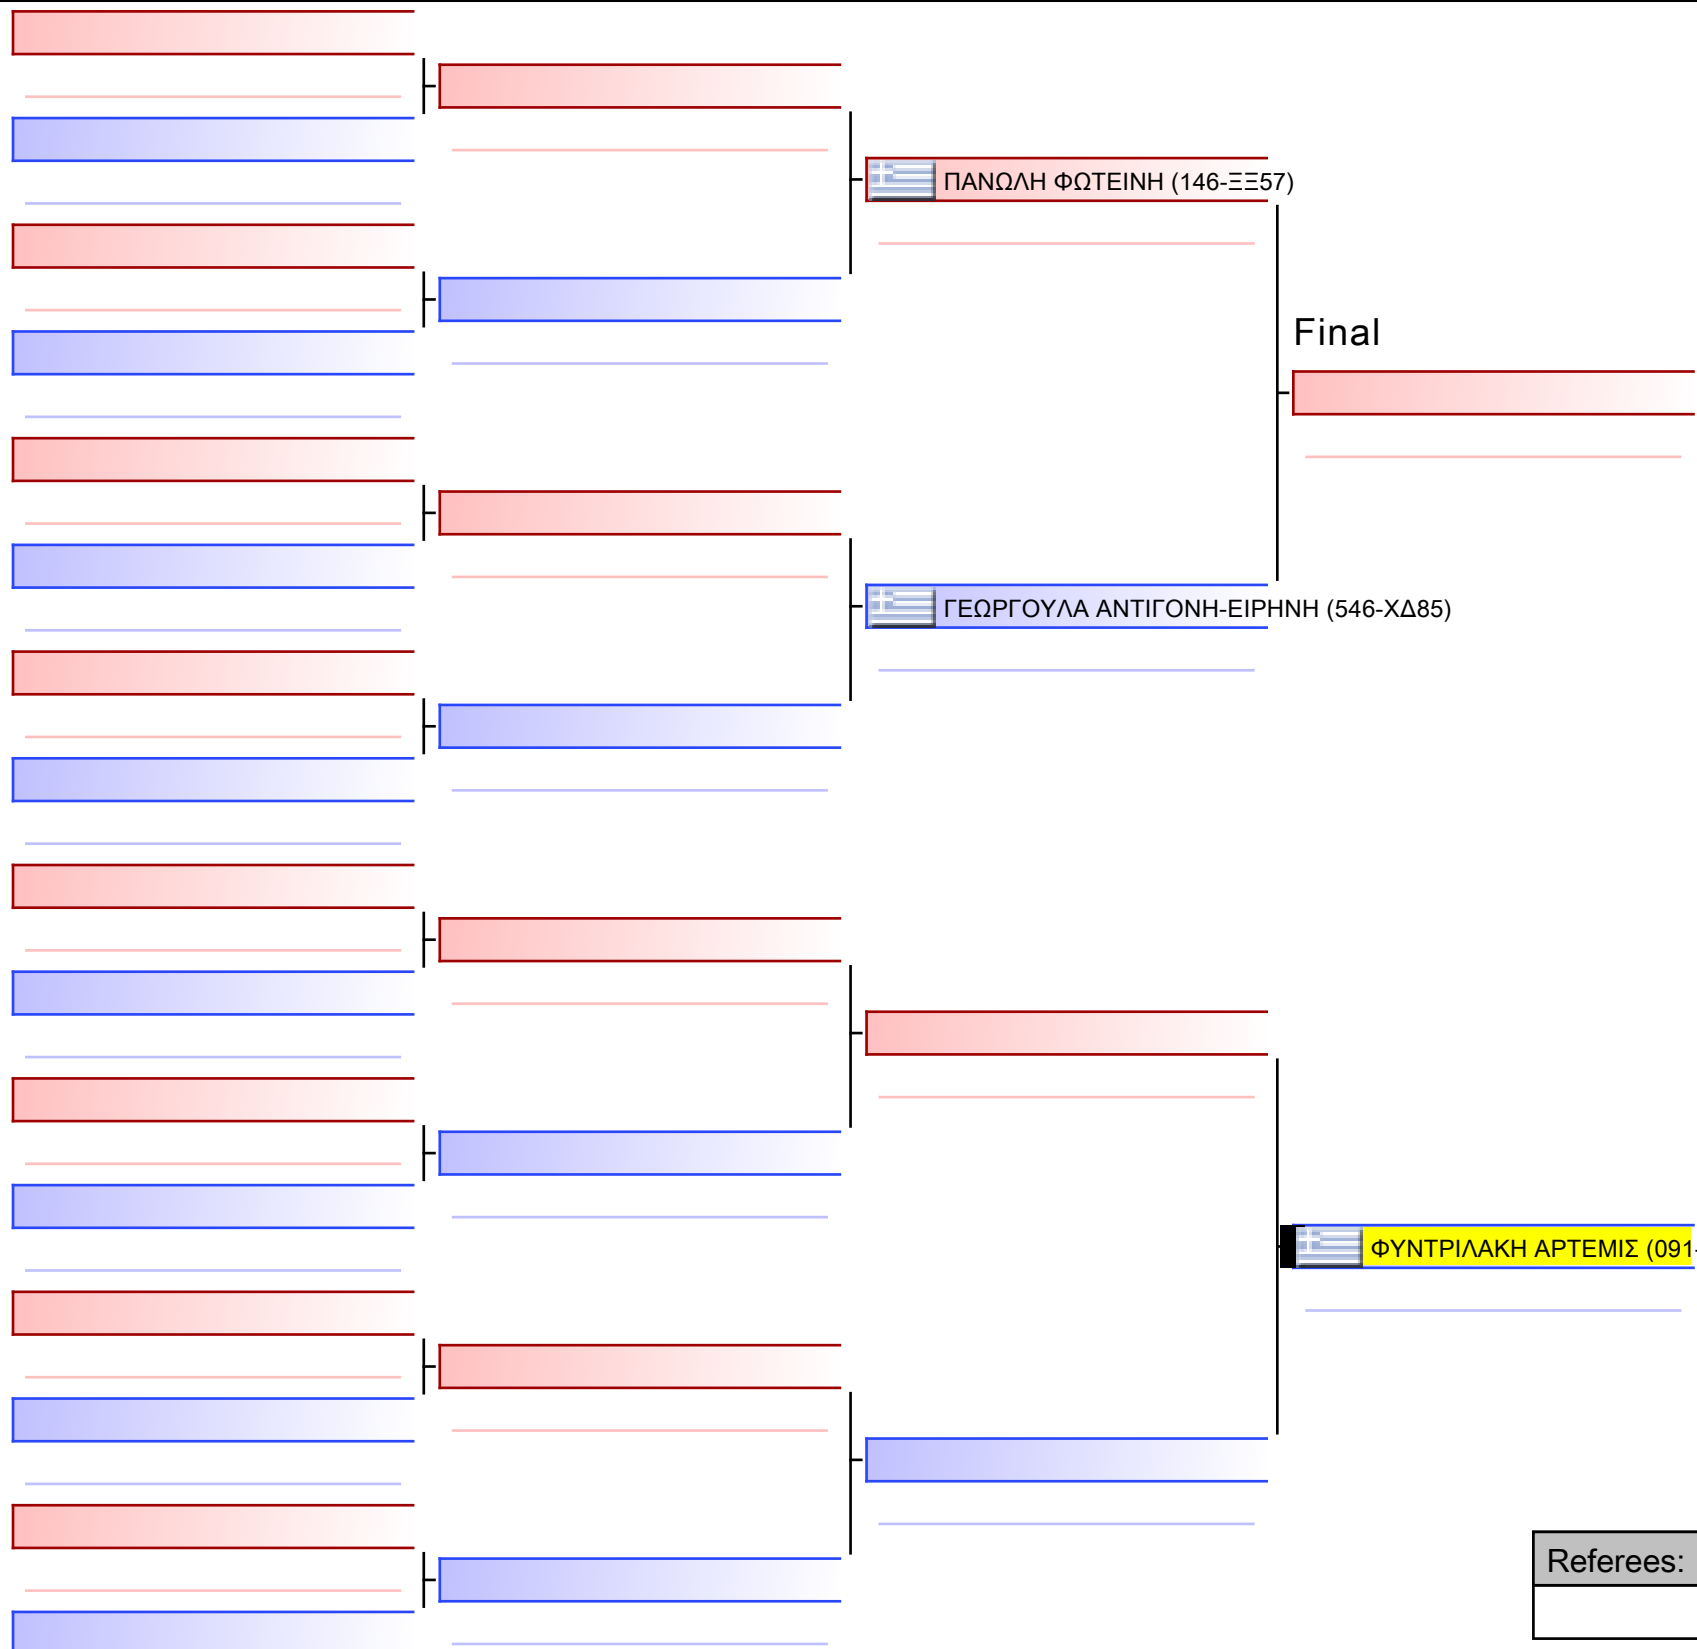 ΠΑΝΩΛΗ ΦΩΤΕΙΝΗ (146-ΞΞ57)
Final
ΓΕΩΡΓΟΥΛΑ ΑΝΤΙΓΟΝΗ-ΕΙΡΗΝΗ (546-ΧΔ85)
ΦΥΝΤΡΙΛΑΚΗ ΑΡΤΕΜΙΣ (091-
Referees: